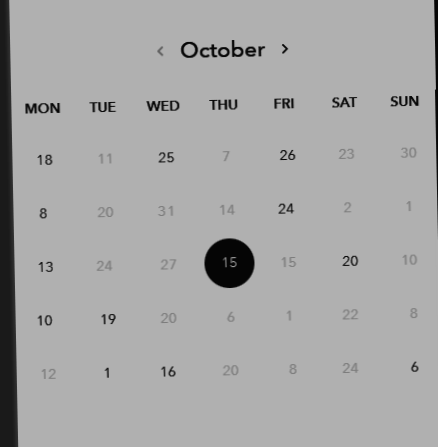 ‹ October ›
MON TUE WED THU FRI SAT SUN
18 11 25 7 26 23 30
8 20 31 14 24 2 1
13 24 27 15 15 20 10
10 19 20 6 1 22 8
12 1 16 20 8 24 6